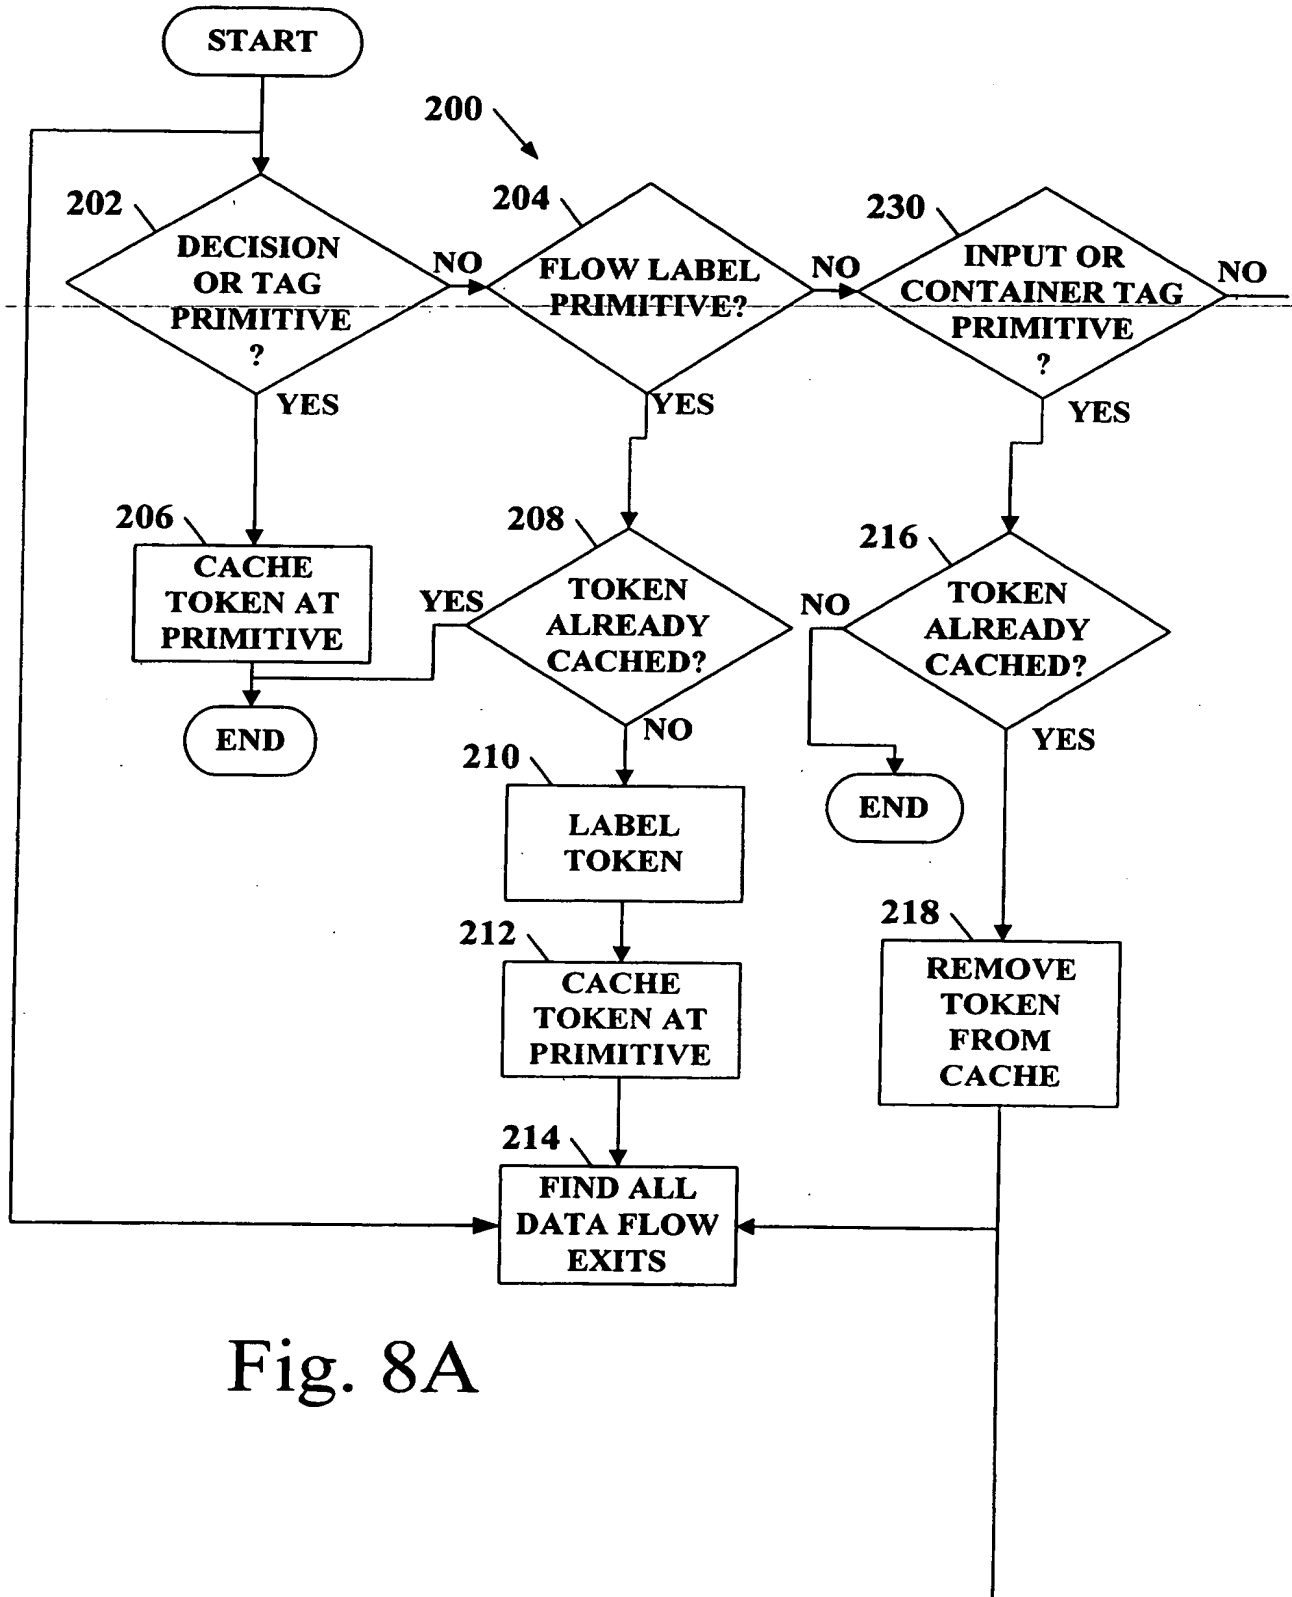 START
200
202
DECISION
OR TAG
PRIMITIVE
?
NO
YES
204
FLOW LABEL
PRIMITIVE?
NO
YES
230
INPUT OR
CONTAINER TAG
PRIMITIVE
?
NO
YES
206
CACHE
TOKEN AT
PRIMITIVE
END
208
TOKEN
ALREADY
CACHED?
YES
NO
216
TOKEN
ALREADY
CACHED?
NO
YES
END
210
LABEL
TOKEN
212
CACHE
TOKEN AT
PRIMITIVE
218
REMOVE
TOKEN
FROM
CACHE
214
FIND ALL
DATA FLOW
EXITS
Fig. 8A